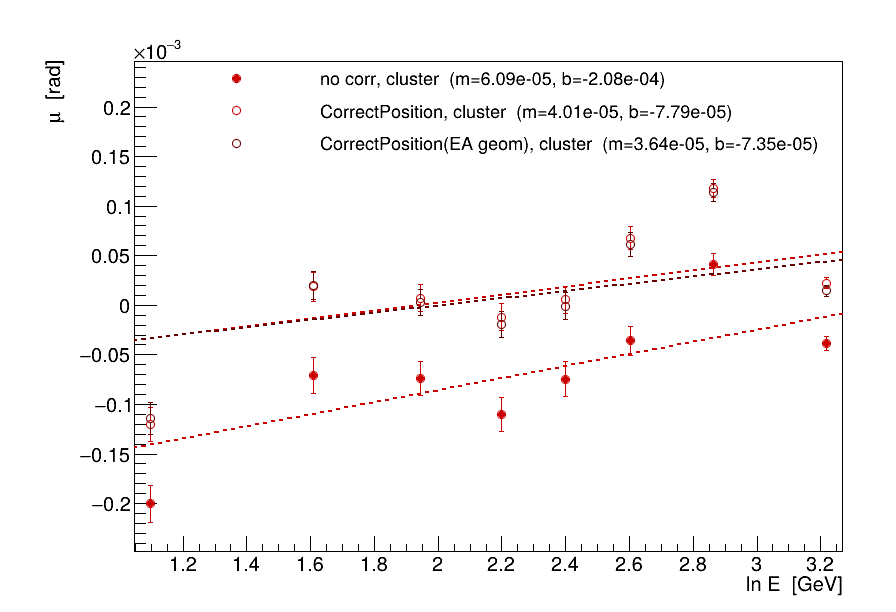 ×10⁻³
μ [rad]
no corr, cluster (m=6.09e-05, b=-2.08e-04)
CorrectPosition, cluster (m=4.01e-05, b=-7.79e-05)
CorrectPosition(EA geom), cluster (m=3.64e-05, b=-7.35e-05)
0.2
0.15
0.1
0.05
0
−0.05
−0.1
−0.15
−0.2
1.2 1.4 1.6 1.8 2 2.2 2.4 2.6 2.8 3 3.2
ln E [GeV]